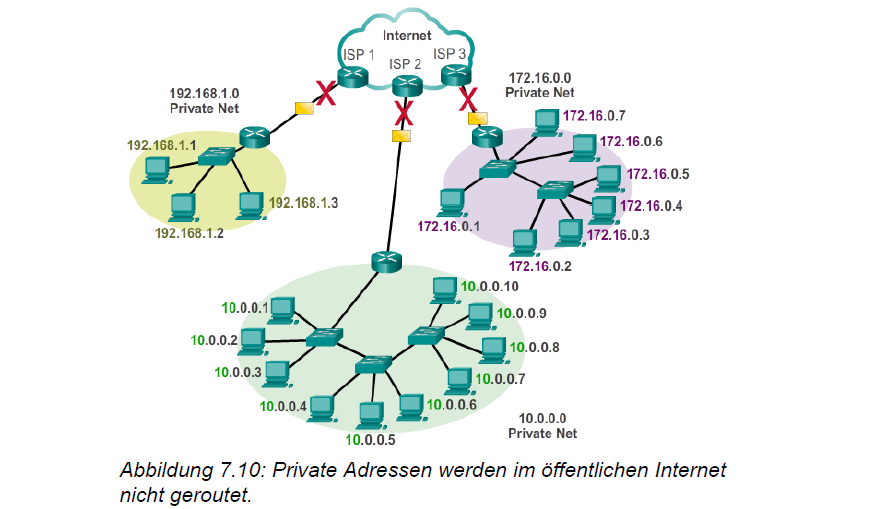 Internet
ISP 1
ISP 2
ISP 3
192.168.1.0
Private Net
192.168.1.1
192.168.1.2
192.168.1.3
172.16.0.0
Private Net
172.16.0.7
172.16.0.6
172.16.0.5
172.16.0.4
172.16.0.3
172.16.0.2
172.16.0.1
10.0.0.1
10.0.0.2
10.0.0.3
10.0.0.4
10.0.0.5
10.0.0.6
10.0.0.7
10.0.0.8
10.0.0.9
10.0.0.10
10.0.0.0
Private Net
Abbildung 7.10: Private Adressen werden im öffentlichen Internet
nicht geroutet.